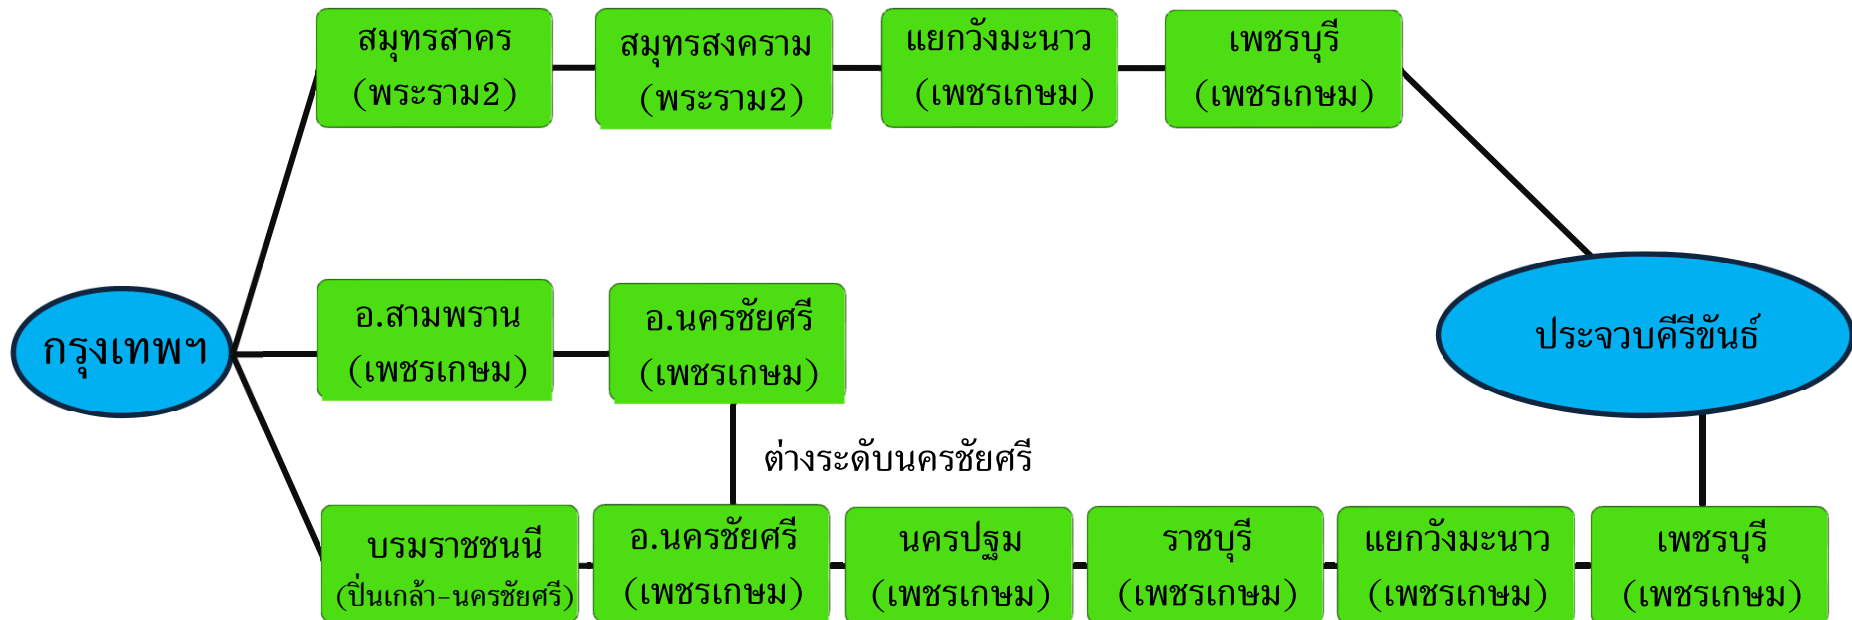 สมุทรสาคร
(พระราม2)
สมุทรสงคราม
(พระราม2)
แยกวังมะนาว
(เพชรเกษม)
เพชรบุรี
(เพชรเกษม)
กรุงเทพฯ
อ.สามพราน
(เพชรเกษม)
อ.นครชัยศรี
(เพชรเกษม)
ประจวบคีรีขันธ์
ต่างระดับนครชัยศรี
บรมราชชนนี
(ปิ่นเกล้า-นครชัยศรี)
อ.นครชัยศรี
(เพชรเกษม)
นครปฐม
(เพชรเกษม)
ราชบุรี
(เพชรเกษม)
แยกวังมะนาว
(เพชรเกษม)
เพชรบุรี
(เพชรเกษม)